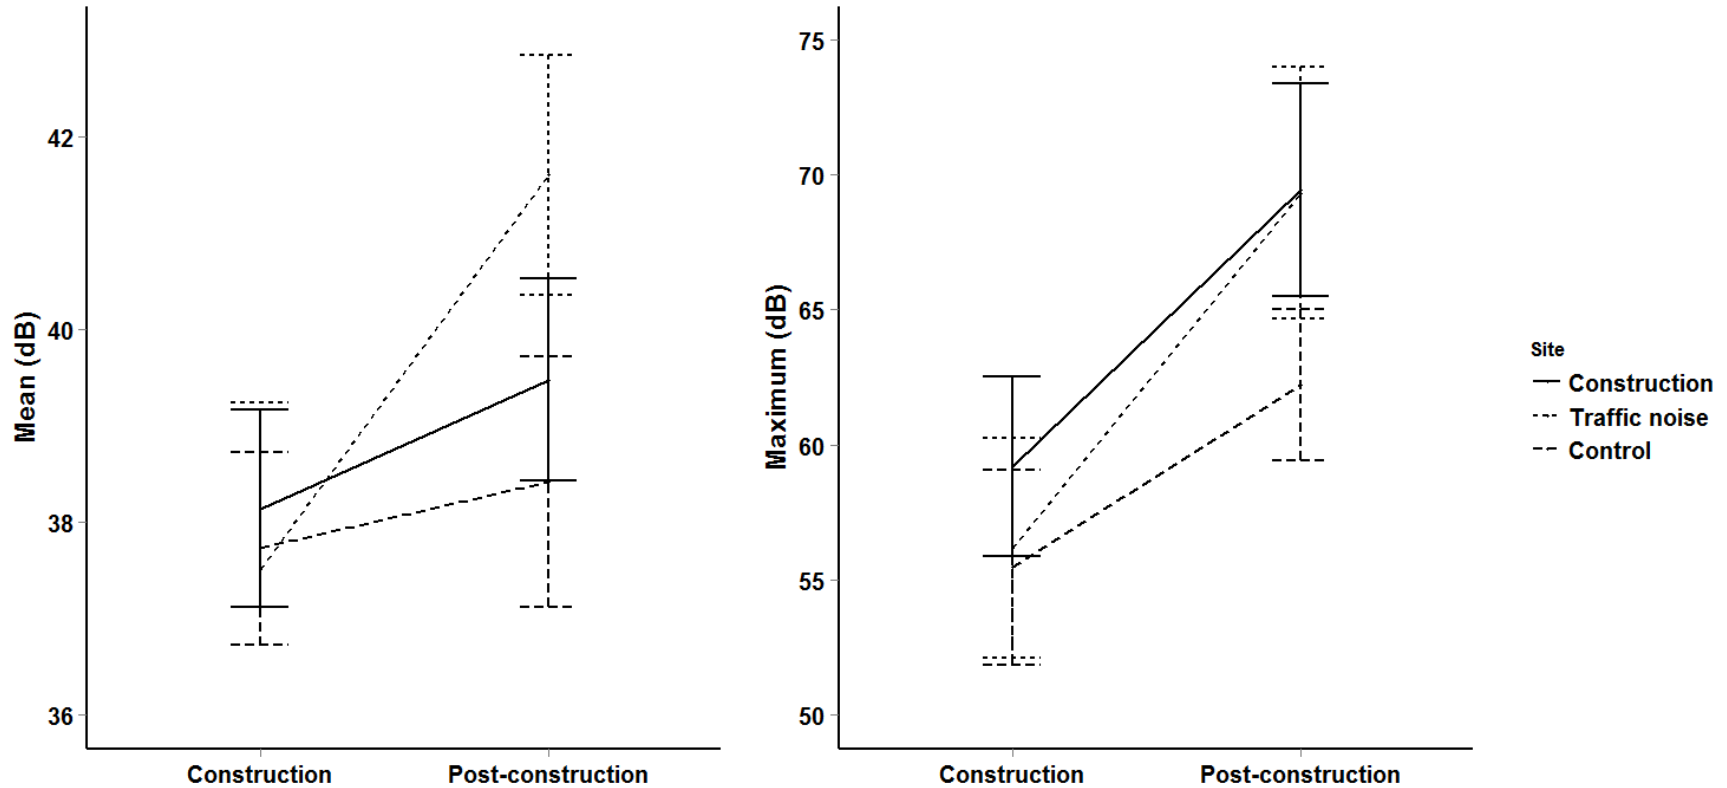 Mean (dB)
42
40
38
36
Construction
Post-construction
Maximum (dB)
75
70
65
60
55
50
Construction
Post-construction
Site
Construction
Traffic noise
Control